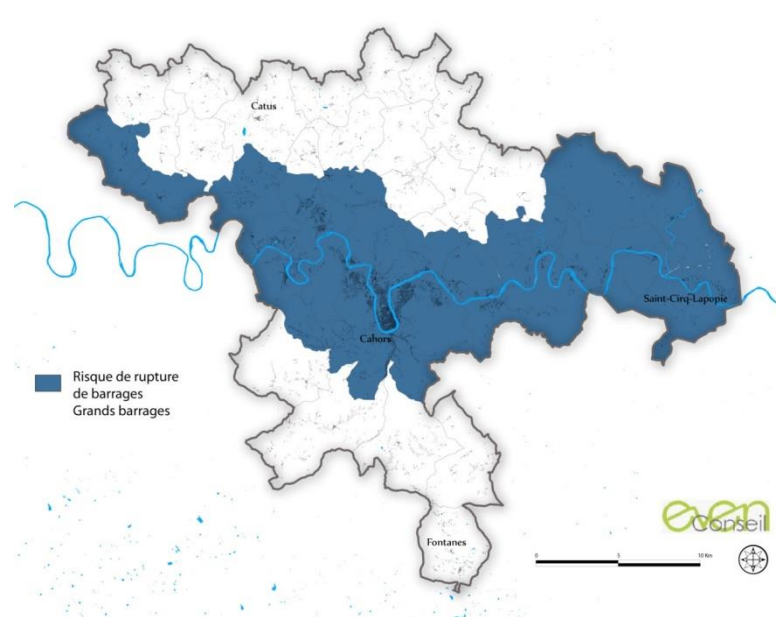 Catus
Saint-Cirq-Lapopie
Cahors
Risque de rupture
de barrages
Grands barrages
Fontanes
even
Conseil
0 5 10 Km